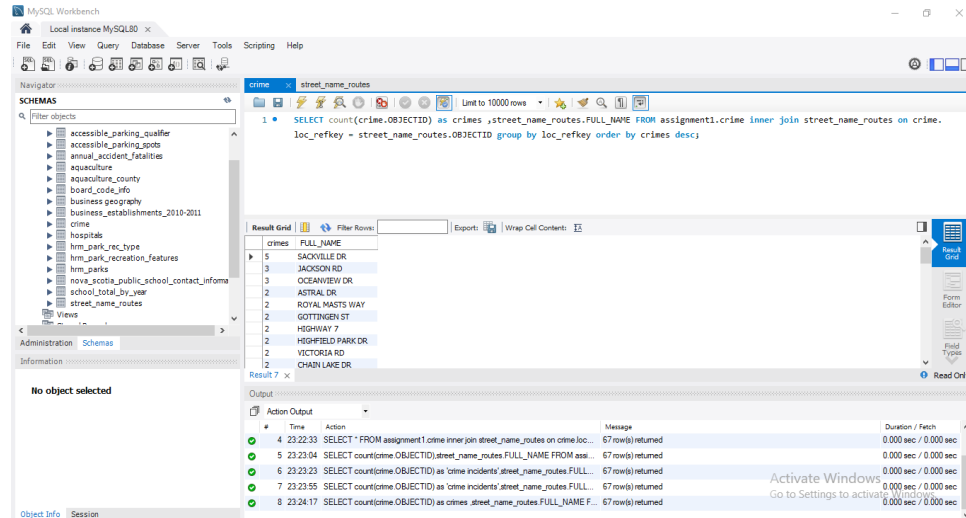 MySQL Workbench
Local instance MySQL80 ×
File Edit View Query Database Server Tools Scripting Help
Navigator
SCHEMAS
Filter objects
accessible_parking_qualifier
accessible_parking_spots
annual_accident_fatalities
aquaculture
aquaculture_county
board_code_info
business geography
business_establishments_2010-2011
crime
hospitals
hrm_park_rec_type
hrm_park_recreation_features
hrm_parks
nova_scotia_public_school_contact_informa
school_total_by_year
street_name_routes
Views
Administration Schemas
Information
No object selected
Object Info Session
crime × street_name_routes
Limit to 10000 rows
1 SELECT count(crime.OBJECTID) as crimes ,street_name_routes.FULL_NAME FROM assignment1.crime inner join street_name_routes on crime.
loc_refkey = street_name_routes.OBJECTID group by loc_refkey order by crimes desc;
Result Grid Filter Rows: Export: Wrap Cell Content:
crimes FULL_NAME
5 SACKVILLE DR
3 JACKSON RD
3 OCEANVIEW DR
2 ASTRAL DR
2 ROYAL MASTS WAY
2 GOTTINGEN ST
2 HIGHWAY 7
2 HIGHFIELD PARK DR
2 VICTORIA RD
2 CHAIN LAKE DR
Result Grid
Form Editor
Field Types
Result 7 × Read Onl
Output
Action Output
# Time Action Message Duration / Fetch
4 23:22:33 SELECT * FROM assignment1.crime inner join street_name_routes on crime.loc... 67 row(s) returned 0.000 sec / 0.000 sec
5 23:23:04 SELECT count(crime.OBJECTID),street_name_routes.FULL_NAME FROM assi... 67 row(s) returned 0.000 sec / 0.000 sec
6 23:23:23 SELECT count(crime.OBJECTID) as 'crime incidents',street_name_routes.FULL... 67 row(s) returned 0.000 sec / 0.000 sec
7 23:23:55 SELECT count(crime.OBJECTID) as 'crime incidents',street_name_routes.FULL... 67 row(s) returned 0.000 sec / 0.000 sec
8 23:24:17 SELECT count(crime.OBJECTID) as crimes ,street_name_routes.FULL_NAME F... 67 row(s) returned 0.000 sec / 0.000 sec
Activate Windows
Go to Settings to activate Windows.